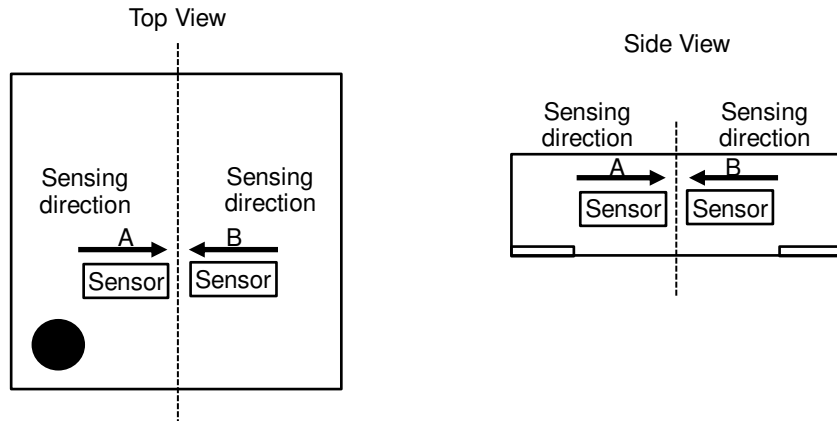 Top View
Sensing
direction
Sensing
direction
A
B
Sensor
Sensor
Side View
Sensing
direction
Sensing
direction
A
B
Sensor
Sensor